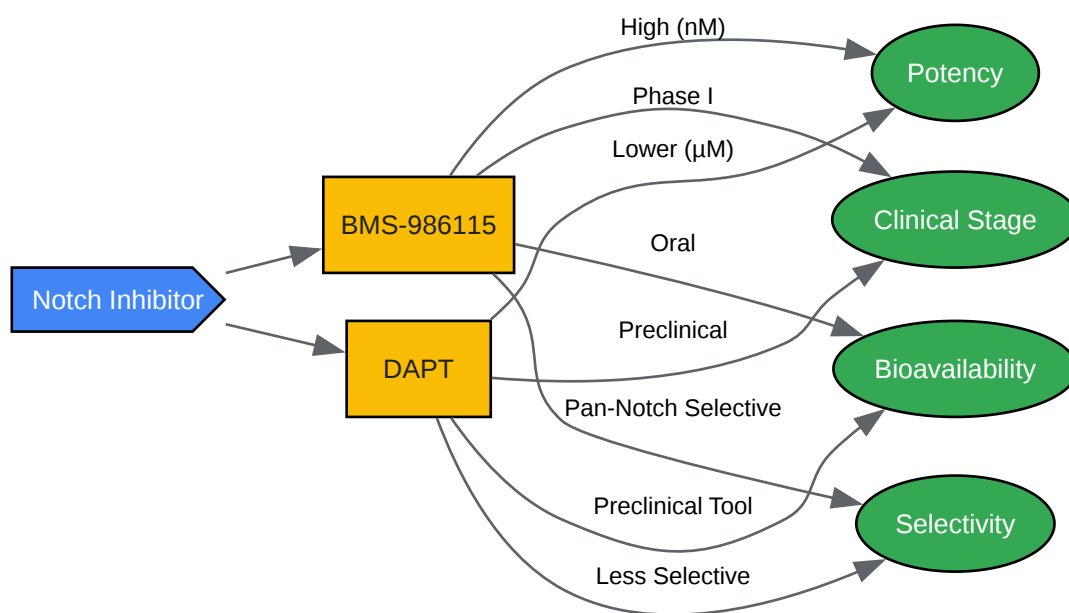 High (nM)
Potency
Phase I
Lower (µM)
BMS-986115
Clinical Stage
Oral
Notch Inhibitor
Preclinical
DAPT
Bioavailability
Pan-Notch Selective
Preclinical Tool
Selectivity
Less Selective